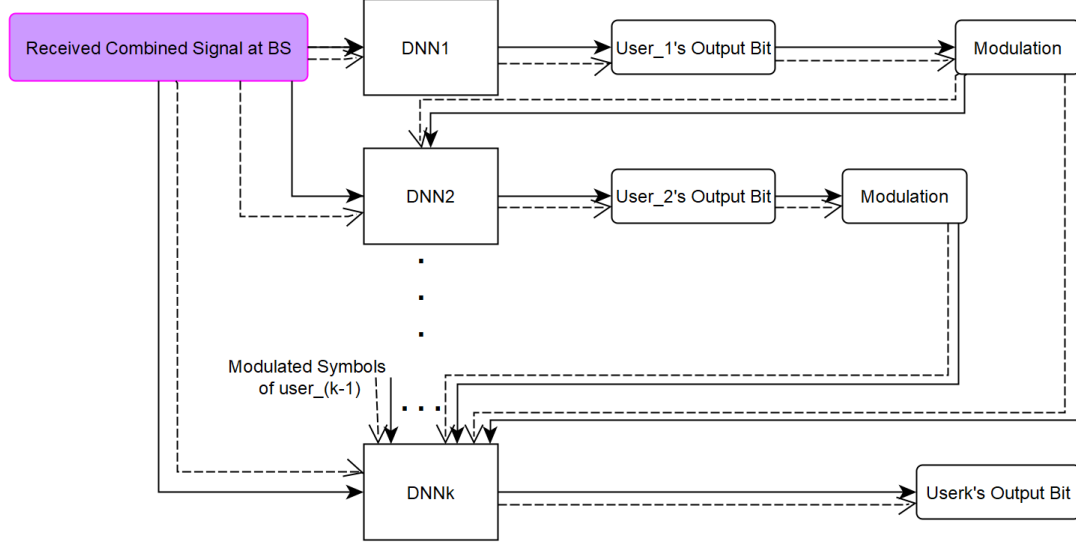 Received Combined Signal at BS
DNN1
User_1's Output Bit
Modulation
DNN2
User_2's Output Bit
Modulation
.
.
.
Modulated Symbols
of user_(k-1)
...
DNNk
Userk's Output Bit